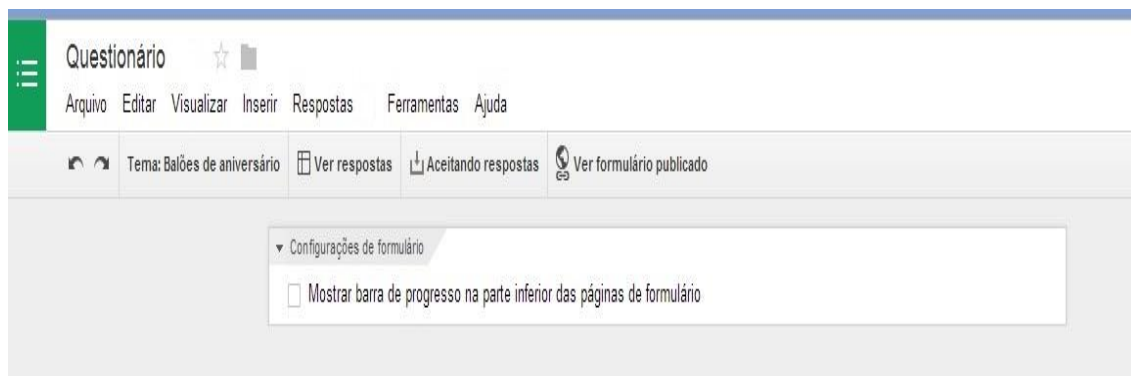 Questionário
Arquivo Editar Visualizar Inserir Respostas Ferramentas Ajuda
Tema: Balões de aniversário Ver respostas Aceitando respostas Ver formulário publicado
Configurações de formulário
Mostrar barra de progresso na parte inferior das páginas de formulário